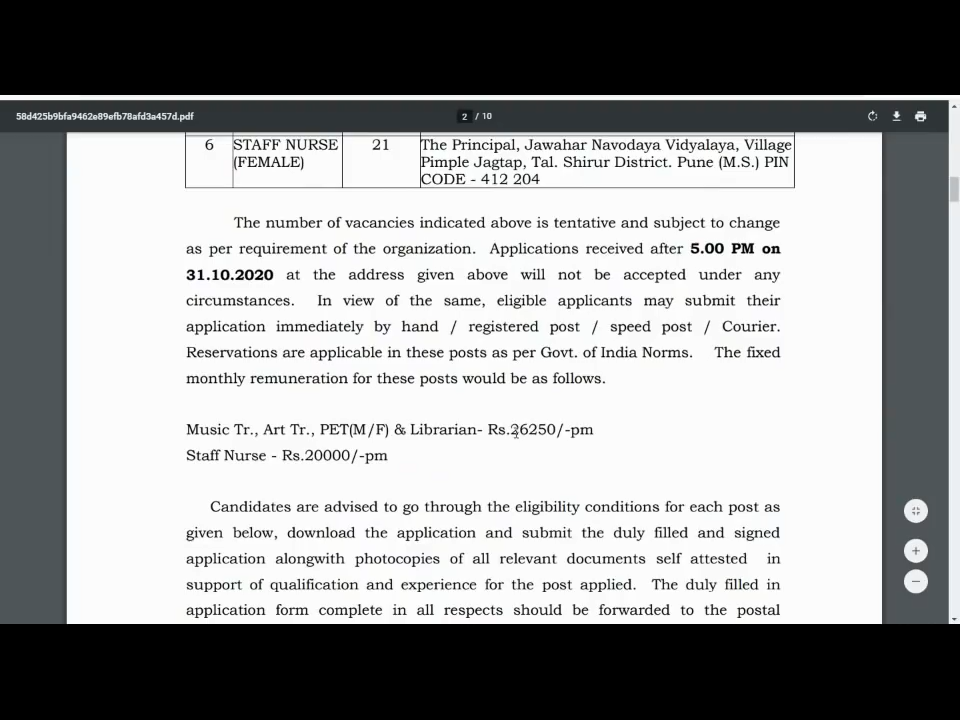 58d425b9bfa9462e89efb78afd3a457d.pdf
2 / 10
6 STAFF NURSE (FEMALE) 21 The Principal, Jawahar Navodaya Vidyalaya, Village
Pimple Jagtap, Tal. Shirur District. Pune (M.S.) PIN
CODE - 412 204
The number of vacancies indicated above is tentative and subject to change
as per requirement of the organization. Applications received after 5.00 PM on
31.10.2020 at the address given above will not be accepted under any
circumstances. In view of the same, eligible applicants may submit their
application immediately by hand / registered post / speed post / Courier.
Reservations are applicable in these posts as per Govt. of India Norms. The fixed
monthly remuneration for these posts would be as follows.
Music Tr., Art Tr., PET(M/F) & Librarian- Rs.26250/-pm
Staff Nurse - Rs.20000/-pm
Candidates are advised to go through the eligibility conditions for each post as
given below, download the application and submit the duly filled and signed
application alongwith photocopies of all relevant documents self attested in
support of qualification and experience for the post applied. The duly filled in
application form complete in all respects should be forwarded to the postal